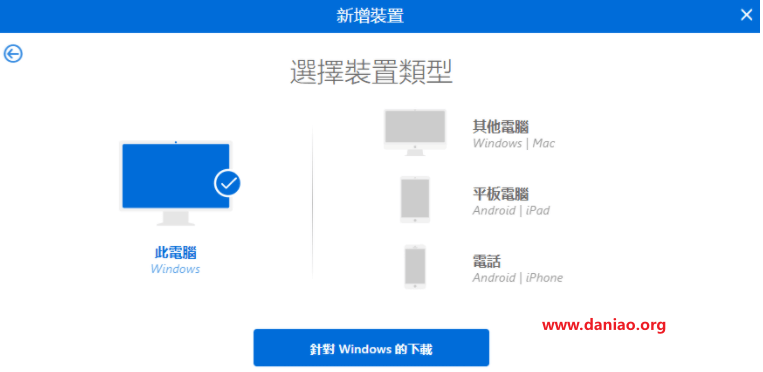 新增裝置
選擇裝置類型
此電腦
Windows
其他電腦
Windows | Mac
平板電腦
Android | iPad
電話
Android | iPhone
www.daniao.org
針對 Windows 的下載